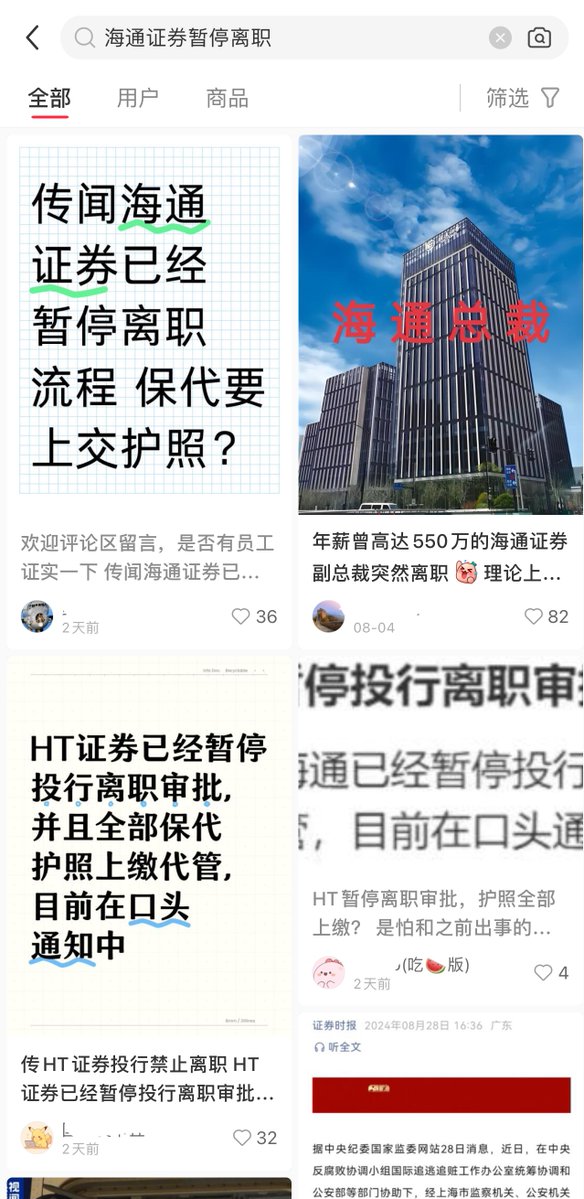 海通证券暂停离职
全部
用户
商品
筛选
传闻海通
证券已经
暂停离职
流程 保代要
上交护照?
欢迎评论区留言，是否有员工
证实一下 传闻海通证券已...
2天前
36
海通总裁
年薪曾高达550万的海通证券
副总裁突然离职 理论上...
08-04
82
HT证券已经暂停
投行离职审批,
并且全部保代
护照上缴代管,
目前在口头
通知中
传HT证券投行禁止离职 HT
证券已经暂停投行离职审批...
2天前
32
停投行离职审
通已经暂停投行
，目前在口头通
HT暂停离职审批，护照全部
上缴？ 是怕和之前出事的...
(吃🍉版)
2天前
4
证券时报 2024年08月28日 16:36 广东
听全文
据中央纪委国家监委网站28日消息，近日，在中央
反腐败协调小组国际追逃追赃工作办公室统筹协调和
公安部等部门协助下，经上海市监察机关、公安机关
视